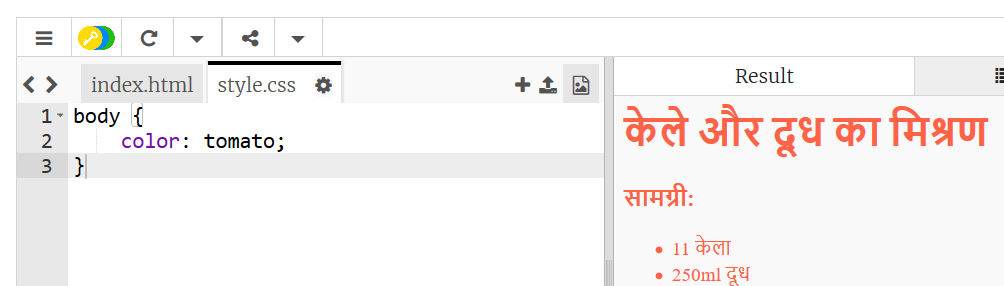 index.html style.css
Result
1 body {
2 color: tomato;
3 }
केले और दूध का मिश्रण
सामग्री:
• 11 केला
• 250ml दूध